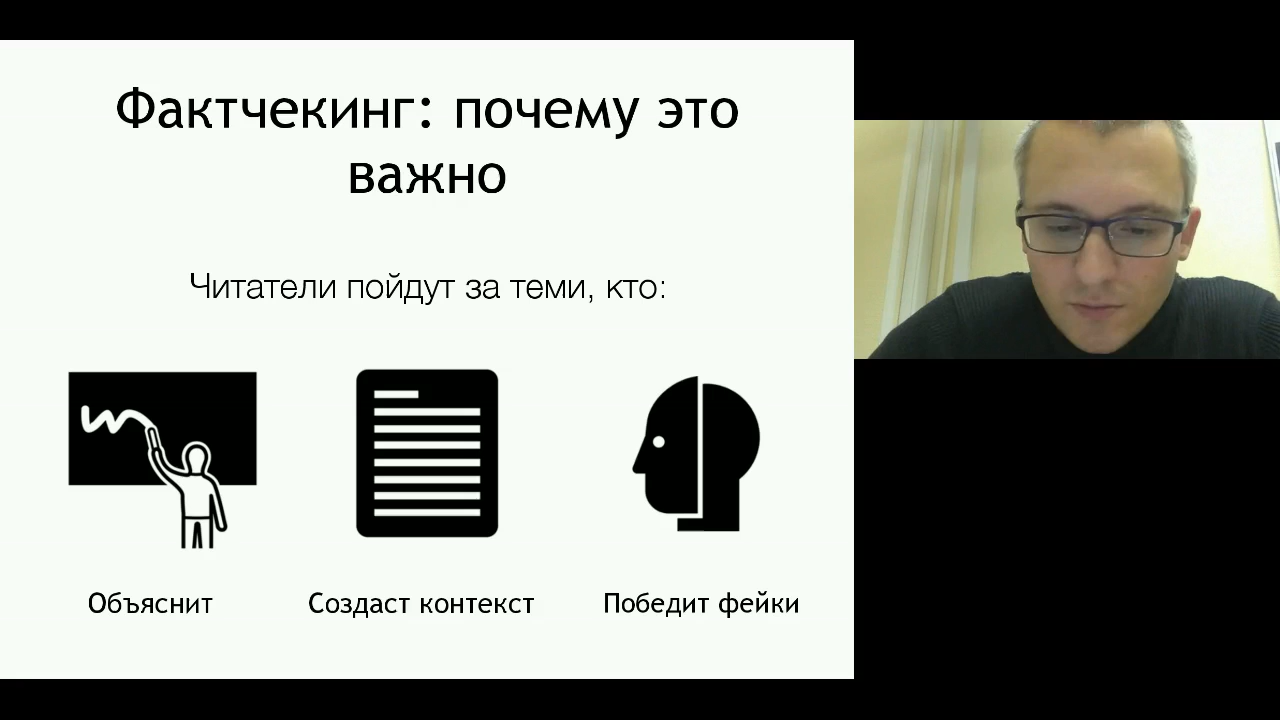 Фактчекинг: почему это
важно
Читатели пойдут за теми, кто:
Объяснит
Создаст контекст
Победит фейки